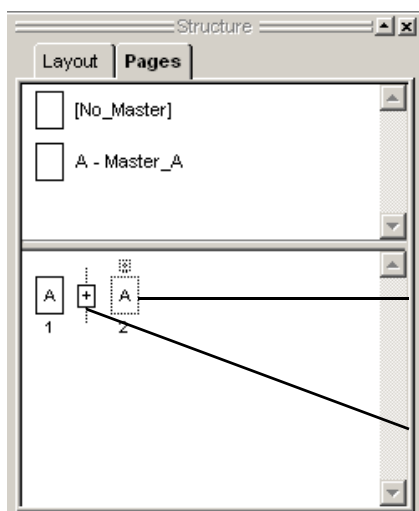 Structure
Layout Pages
[No_Master]
A - Master_A
A + A
1 2